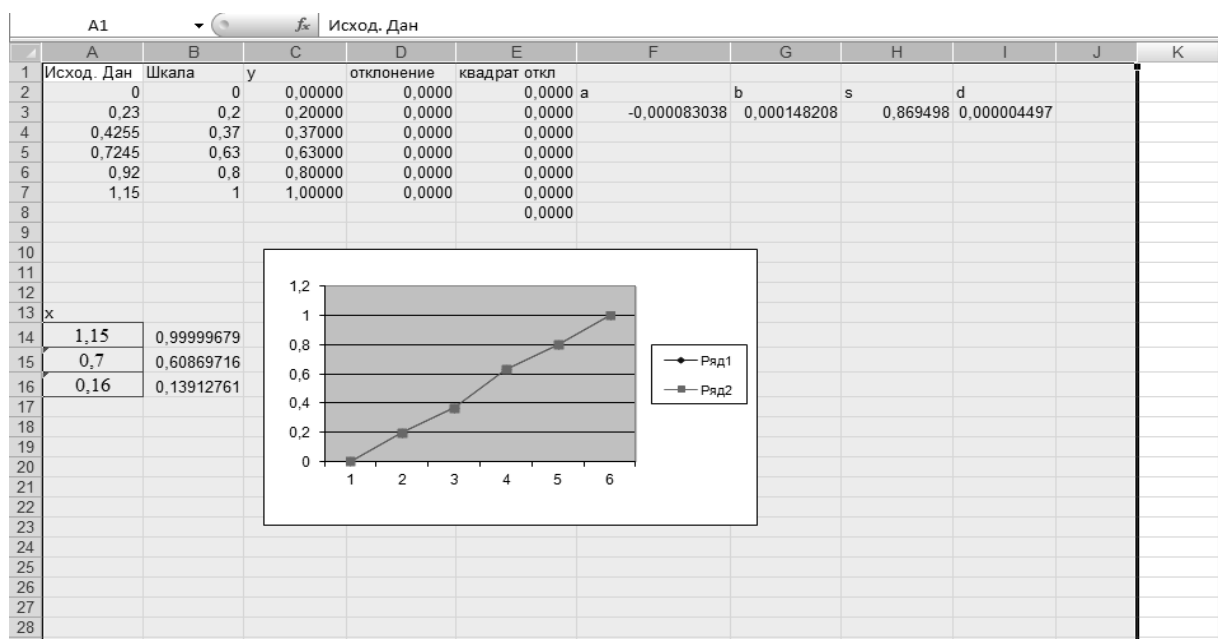 A1 fx Исход. Дан
A B C D E F G H I J K
1 Исход. Дан Шкала y отклонение квадрат откл
2 0 0 0,00000 0,0000 0,0000 a b s d
3 0,23 0,2 0,20000 0,0000 0,0000 -0,000083038 0,000148208 0,869498 0,000004497
4 0,4255 0,37 0,37000 0,0000 0,0000
5 0,7245 0,63 0,63000 0,0000 0,0000
6 0,92 0,8 0,80000 0,0000 0,0000
7 1,15 1 1,00000 0,0000 0,0000
8 0,0000
9
10
11
12
13 x
14 1,15 0,99999679
15 0,7 0,60869716
16 0,16 0,13912761
17
18
19
20
21
22
23
24
25
26
27
28
1,2
1
0,8
0,6
0,4
0,2
0
1 2 3 4 5 6
Ряд1
Ряд2